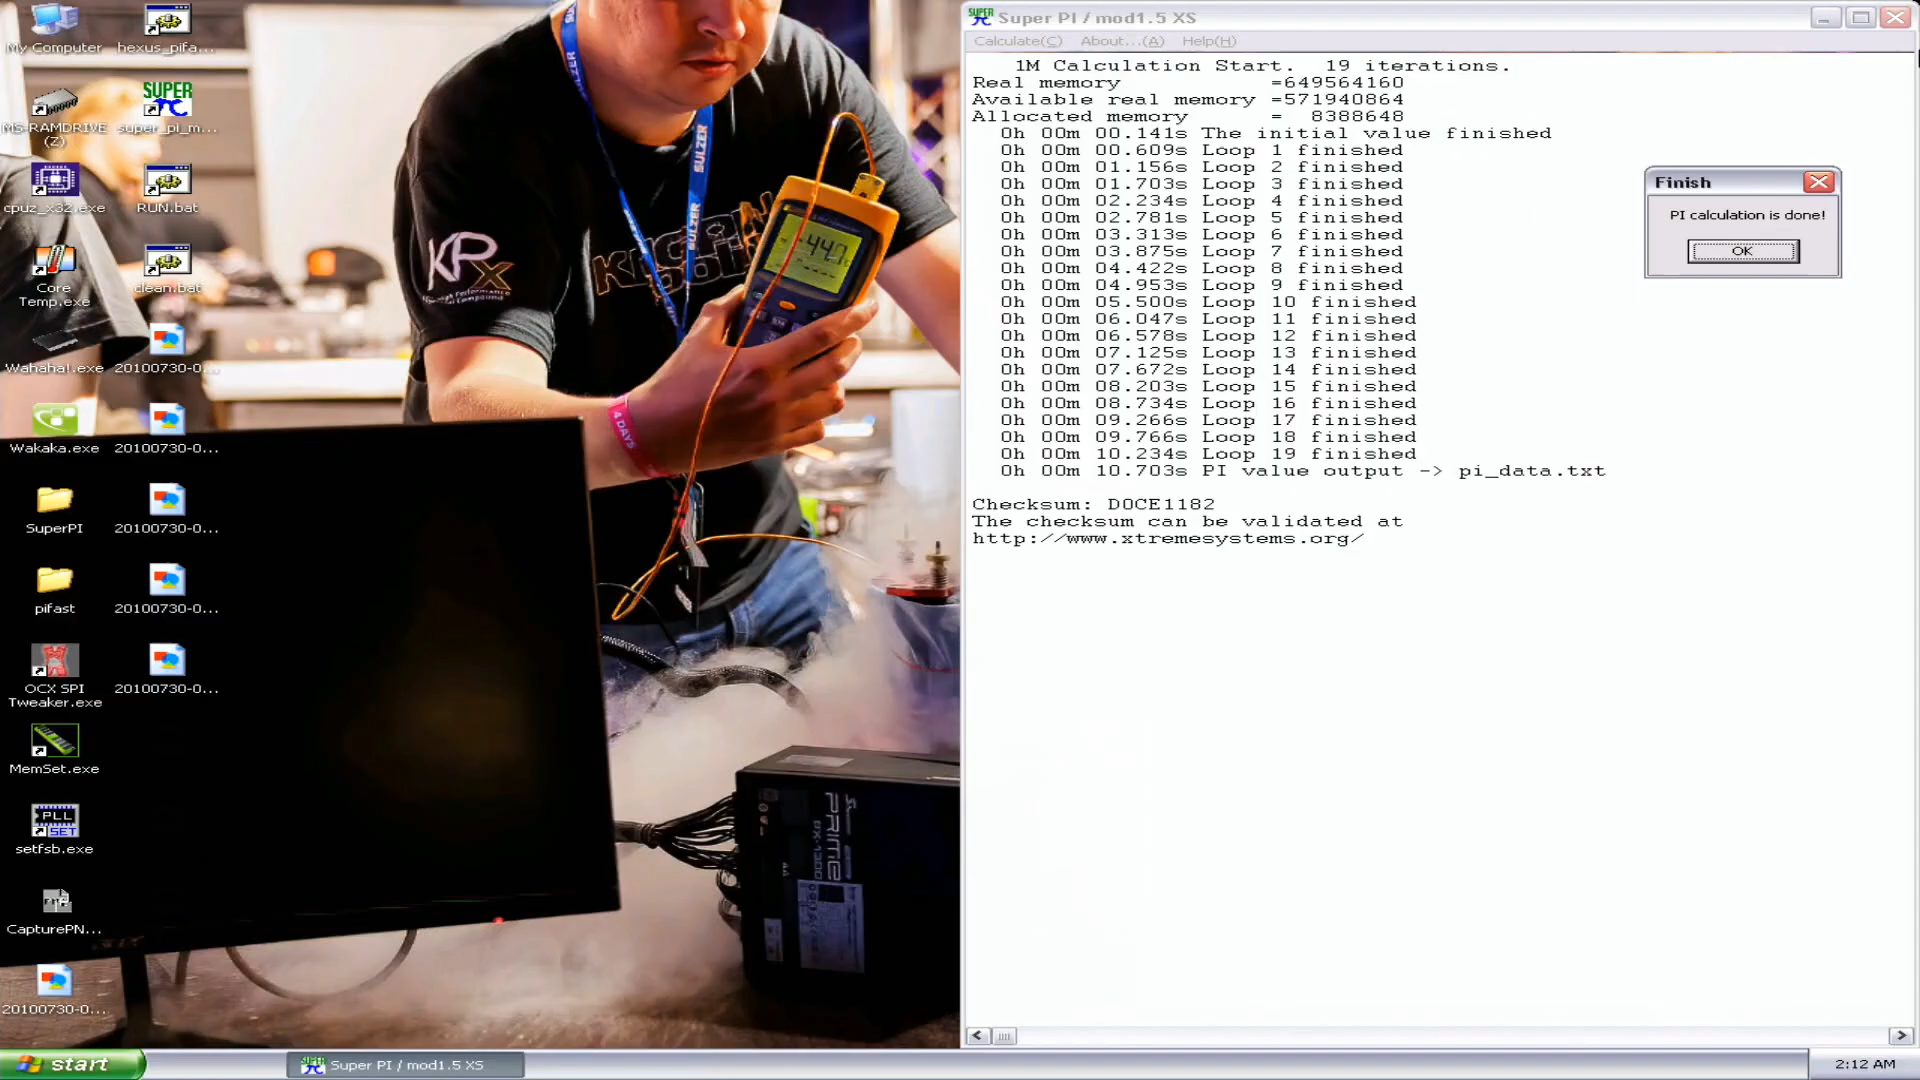 My Computer
hexus_pifa...
MS-RAMDRIVE
(Z)
super_pi_m...
cpuz_x32.exe
RUN.bat
Core
Temp.exe
clean.bat
Wahaha!.exe
20100730-0...
Wakaka.exe
20100730-0...
SuperPI
20100730-0...
pifast
20100730-0...
OCX SPI
Tweaker.exe
20100730-0...
MemSet.exe
PLL
SET
setfsb.exe
CapturePN...
20100730-0...
SULZER
SULZER
KPx
4 DAYS
PRIME
PX-1300
SUPER
Super PI / mod1.5 XS
Calculate(C) About...(A) Help(H)
1M Calculation Start. 19 iterations.
Real memory =649564160
Available real memory =571940864
Allocated memory = 8388648
0h 00m 00.141s The initial value finished
0h 00m 00.609s Loop 1 finished
0h 00m 01.156s Loop 2 finished
0h 00m 01.703s Loop 3 finished
0h 00m 02.234s Loop 4 finished
0h 00m 02.781s Loop 5 finished
0h 00m 03.313s Loop 6 finished
0h 00m 03.875s Loop 7 finished
0h 00m 04.422s Loop 8 finished
0h 00m 04.953s Loop 9 finished
0h 00m 05.500s Loop 10 finished
0h 00m 06.047s Loop 11 finished
0h 00m 06.578s Loop 12 finished
0h 00m 07.125s Loop 13 finished
0h 00m 07.672s Loop 14 finished
0h 00m 08.203s Loop 15 finished
0h 00m 08.734s Loop 16 finished
0h 00m 09.266s Loop 17 finished
0h 00m 09.766s Loop 18 finished
0h 00m 10.234s Loop 19 finished
0h 00m 10.703s PI value output -> pi_data.txt
Checksum: D0CE1182
The checksum can be validated at
http://www.xtremesystems.org/
Finish
PI calculation is done!
OK
start
Super PI / mod1.5 XS
2:12 AM